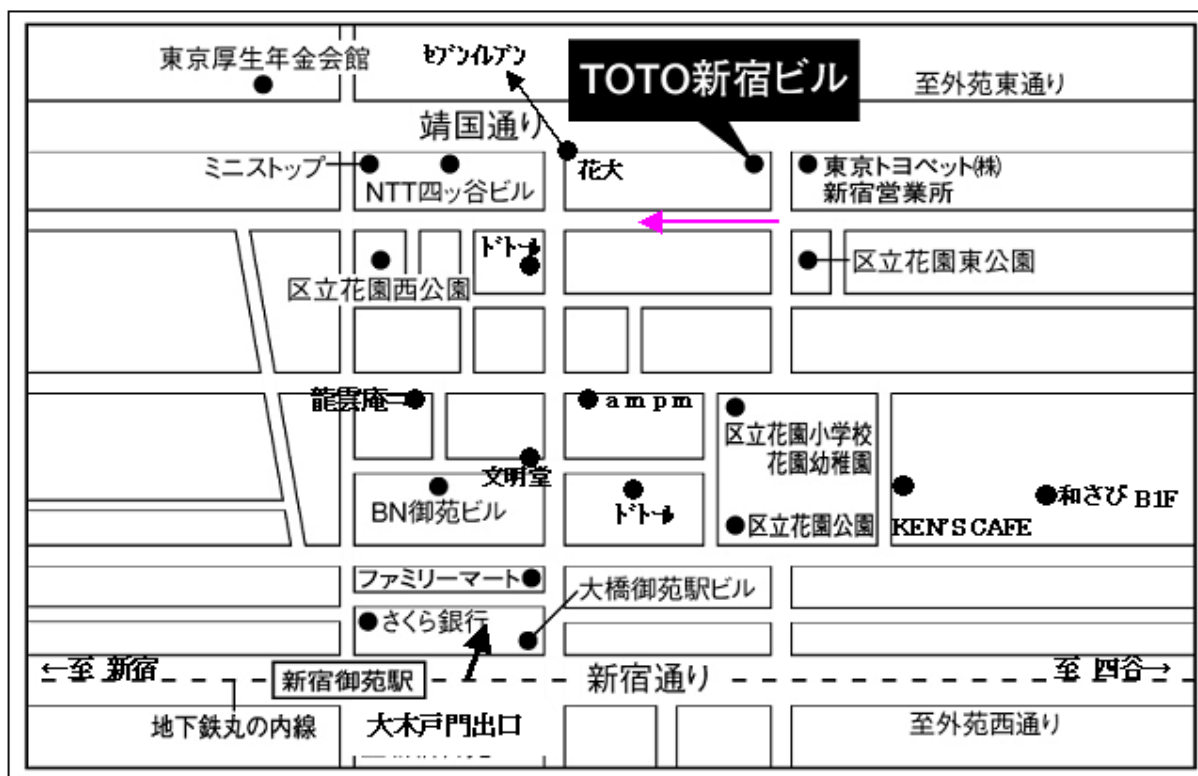 東京厚生年金会館
セブンイレブン
TOTO新宿ビル
至外苑東通り
靖国通り
ミニストップ
NTT四ッ谷ビル
花大
東京トヨペット㈱
新宿営業所
ドトール
区立花園西公園
区立花園東公園
龍雲庵
ampm
区立花園小学校
花園幼稚園
文明堂
BN御苑ビル
ドトール
区立花園公園
KEN'S CAFE
和さび B1F
ファミリーマート
大橋御苑駅ビル
さくら銀行
←至 新宿
新宿御苑駅
新宿通り
至 四谷→
地下鉄丸の内線
大木戸門出口
至外苑西通り